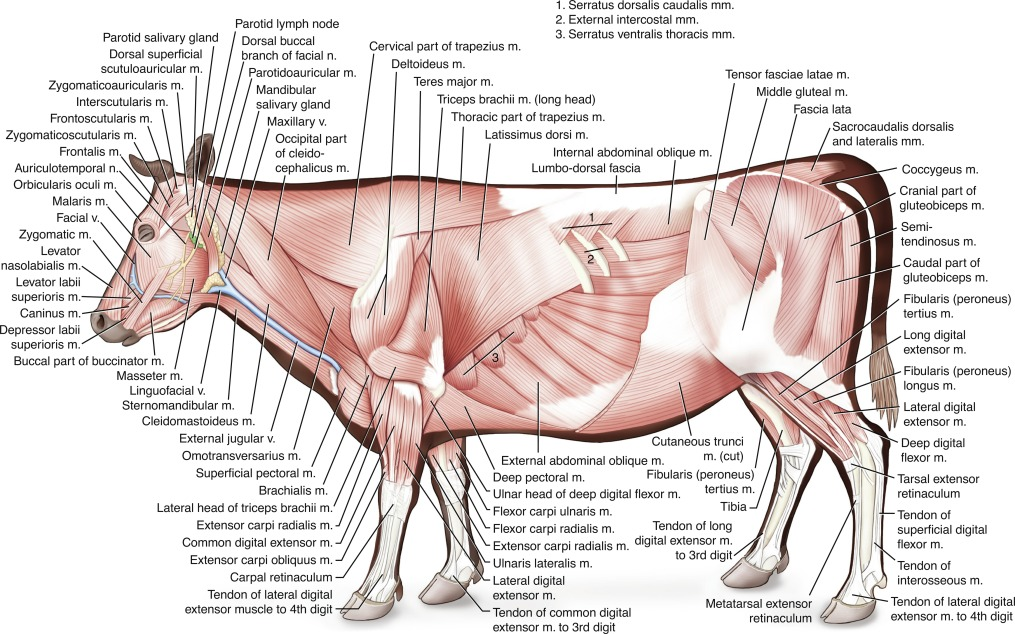 1. Serratus dorsalis caudalis mm.
2. External intercostal mm.
3. Serratus ventralis thoracis mm.
Parotid lymph node
Parotid salivary gland
Dorsal buccal
branch of facial n.
Dorsal superficial
scutuloauricular m.
Parotidoauricular m.
Zygomaticoauricularis m.
Mandibular
salivary gland
Interscutularis m.
Frontoscutularis m.
Maxillary v.
Zygomaticoscutularis m.
Occipital part
of cleido-
cephalicus m.
Frontalis m.
Auriculotemporal n.
Orbicularis oculi m.
Malaris m.
Facial v.
Zygomatic m.
Levator
nasolabialis m.
Levator labii
superioris m.
Caninus m.
Depressor labii
superioris m.
Buccal part of buccinator m.
Masseter m.
Linguofacial v.
Sternomandibular m.
Cleidomastoideus m.
External jugular v.
Omotransversarius m.
Superficial pectoral m.
Brachialis m.
Lateral head of triceps brachii m.
Extensor carpi radialis m.
Common digital extensor m.
Extensor carpi obliquus m.
Carpal retinaculum
Tendon of lateral digital
extensor muscle to 4th digit
Cervical part of trapezius m.
Deltoideus m.
Teres major m.
Triceps brachii m. (long head)
Thoracic part of trapezius m.
Latissimus dorsi m.
Internal abdominal oblique m.
Lumbo-dorsal fascia
1
2
3
Tensor fasciae latae m.
Middle gluteal m.
Fascia lata
Sacrocaudalis dorsalis
and lateralis mm.
Coccygeus m.
Cranial part of
gluteobiceps m.
Semi-
tendinosus m.
Caudal part of
gluteobiceps m.
Fibularis (peroneus)
tertius m.
Long digital
extensor m.
Fibularis (peroneus)
longus m.
Lateral digital
extensor m.
Deep digital
flexor m.
Tarsal extensor
retinaculum
Tendon of
superficial digital
flexor m.
Tendon of
interosseous m.
Tendon of lateral digital
extensor m. to 4th digit
External abdominal oblique m.
Deep pectoral m.
Ulnar head of deep digital flexor m.
Flexor carpi ulnaris m.
Flexor carpi radialis m.
Extensor carpi radialis m.
Ulnaris lateralis m.
Lateral digital
extensor m.
Tendon of common digital
extensor m. to 3rd digit
Cutaneous trunci
m. (cut)
Fibularis (peroneus)
tertius m.
Tibia
Tendon of long
digital extensor m.
to 3rd digit
Metatarsal extensor
retinaculum